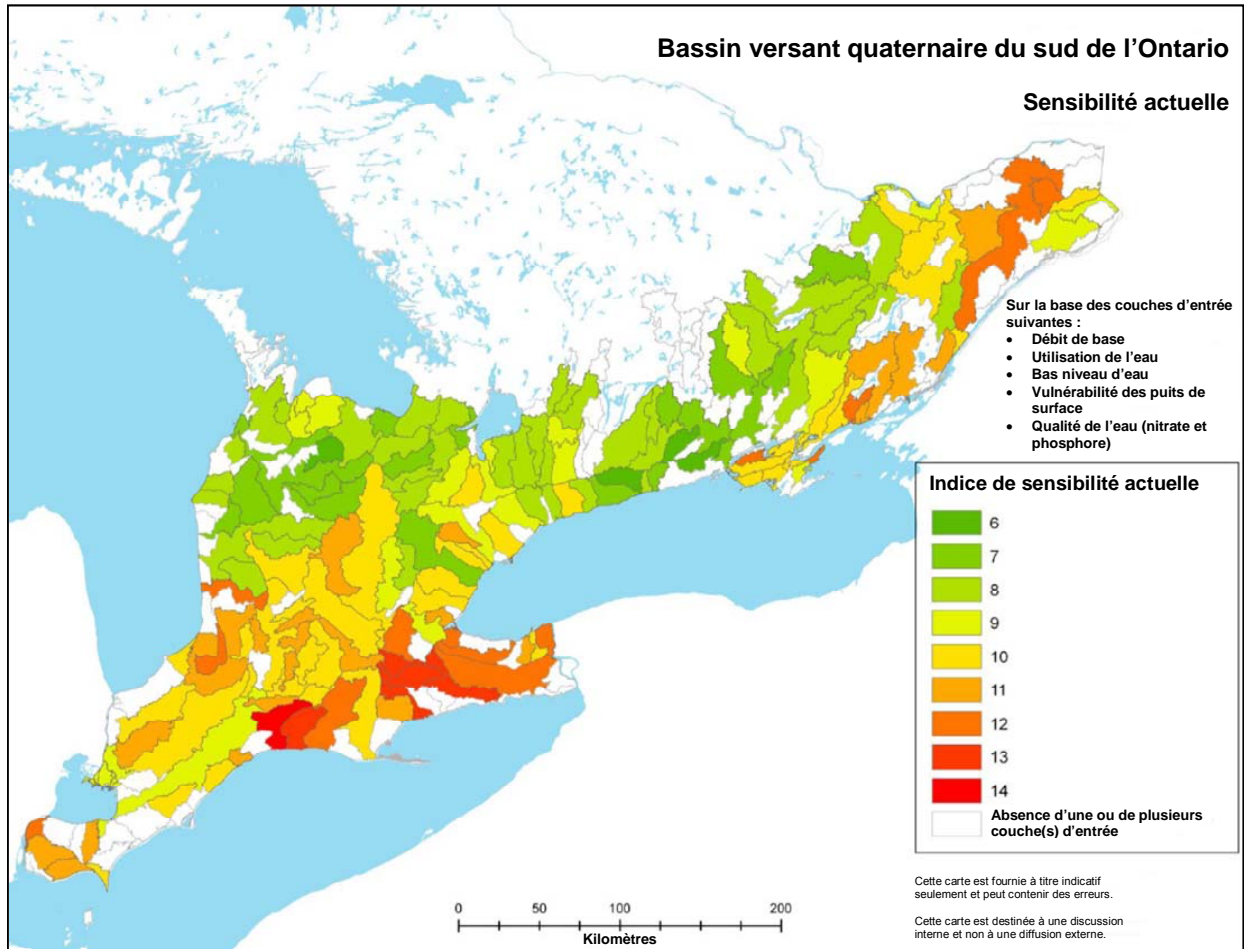 Bassin versant quaternaire du sud de l'Ontario
Sensibilité actuelle
Sur la base des couches d'entrée
suivantes :
• Débit de base
• Utilisation de l'eau
• Bas niveau d'eau
• Vulnérabilité des puits de
surface
• Qualité de l'eau (nitrate et
phosphore)
Indice de sensibilité actuelle
6
7
8
9
10
11
12
13
14
Absence d'une ou de plusieurs
couche(s) d'entrée
Cette carte est fournie à titre indicatif
seulement et peut contenir des erreurs.
Cette carte est destinée à une discussion
interne et non à une diffusion externe.
0 50 100 200
Kilomètres